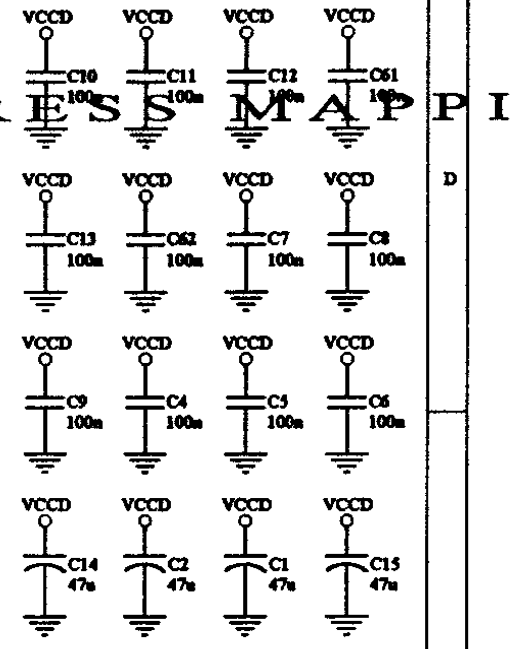 VCCD VCCD VCCD VCCD
C10 C11 C12 C61
100n 100n 100n 100n
RESS MAPPI
VCCD VCCD VCCD VCCD D
C13 C62 C7 C8
100n 100n 100n 100n
VCCD VCCD VCCD VCCD
C9 C4 C5 C6
100n 100n 100n 100n
VCCD VCCD VCCD VCCD
C14 C2 C1 C15
47u 47u 47u 47u